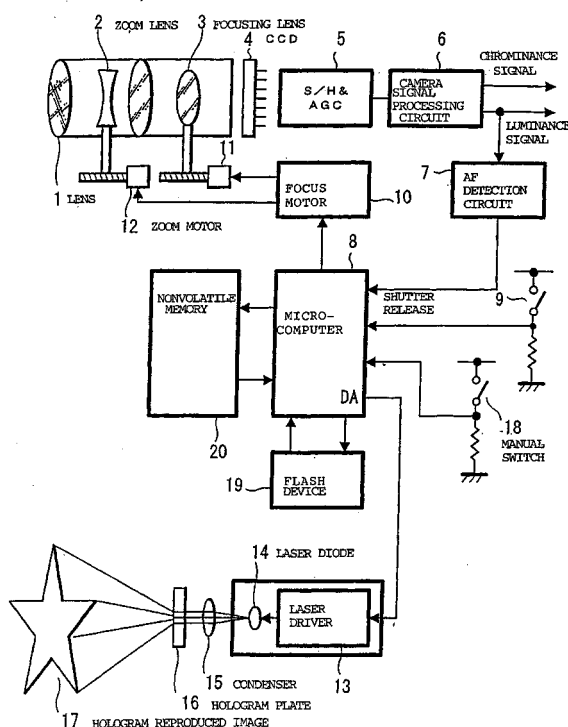 2 ZOOM LENS
3 FOCUSING LENS
4 CCD
5
S/H&
AGC
6
CAMERA
SIGNAL
PROCESSING
CIRCUIT
CHROMINANCE
SIGNAL
LUMINANCE
SIGNAL
1 LENS
11
12 ZOOM MOTOR
FOCUS
MOTOR
10
7
AF
DETECTION
CIRCUIT
8
NONVOLATILE
MEMORY
20
MICRO-
COMPUTER
DA
SHUTTER
RELEASE
9
18
MANUAL
SWITCH
19
FLASH
DEVICE
14 LASER DIODE
LASER
DRIVER
13
15 CONDENSER
16 HOLOGRAM PLATE
17 HOLOGRAM REPRODUCED IMAGE